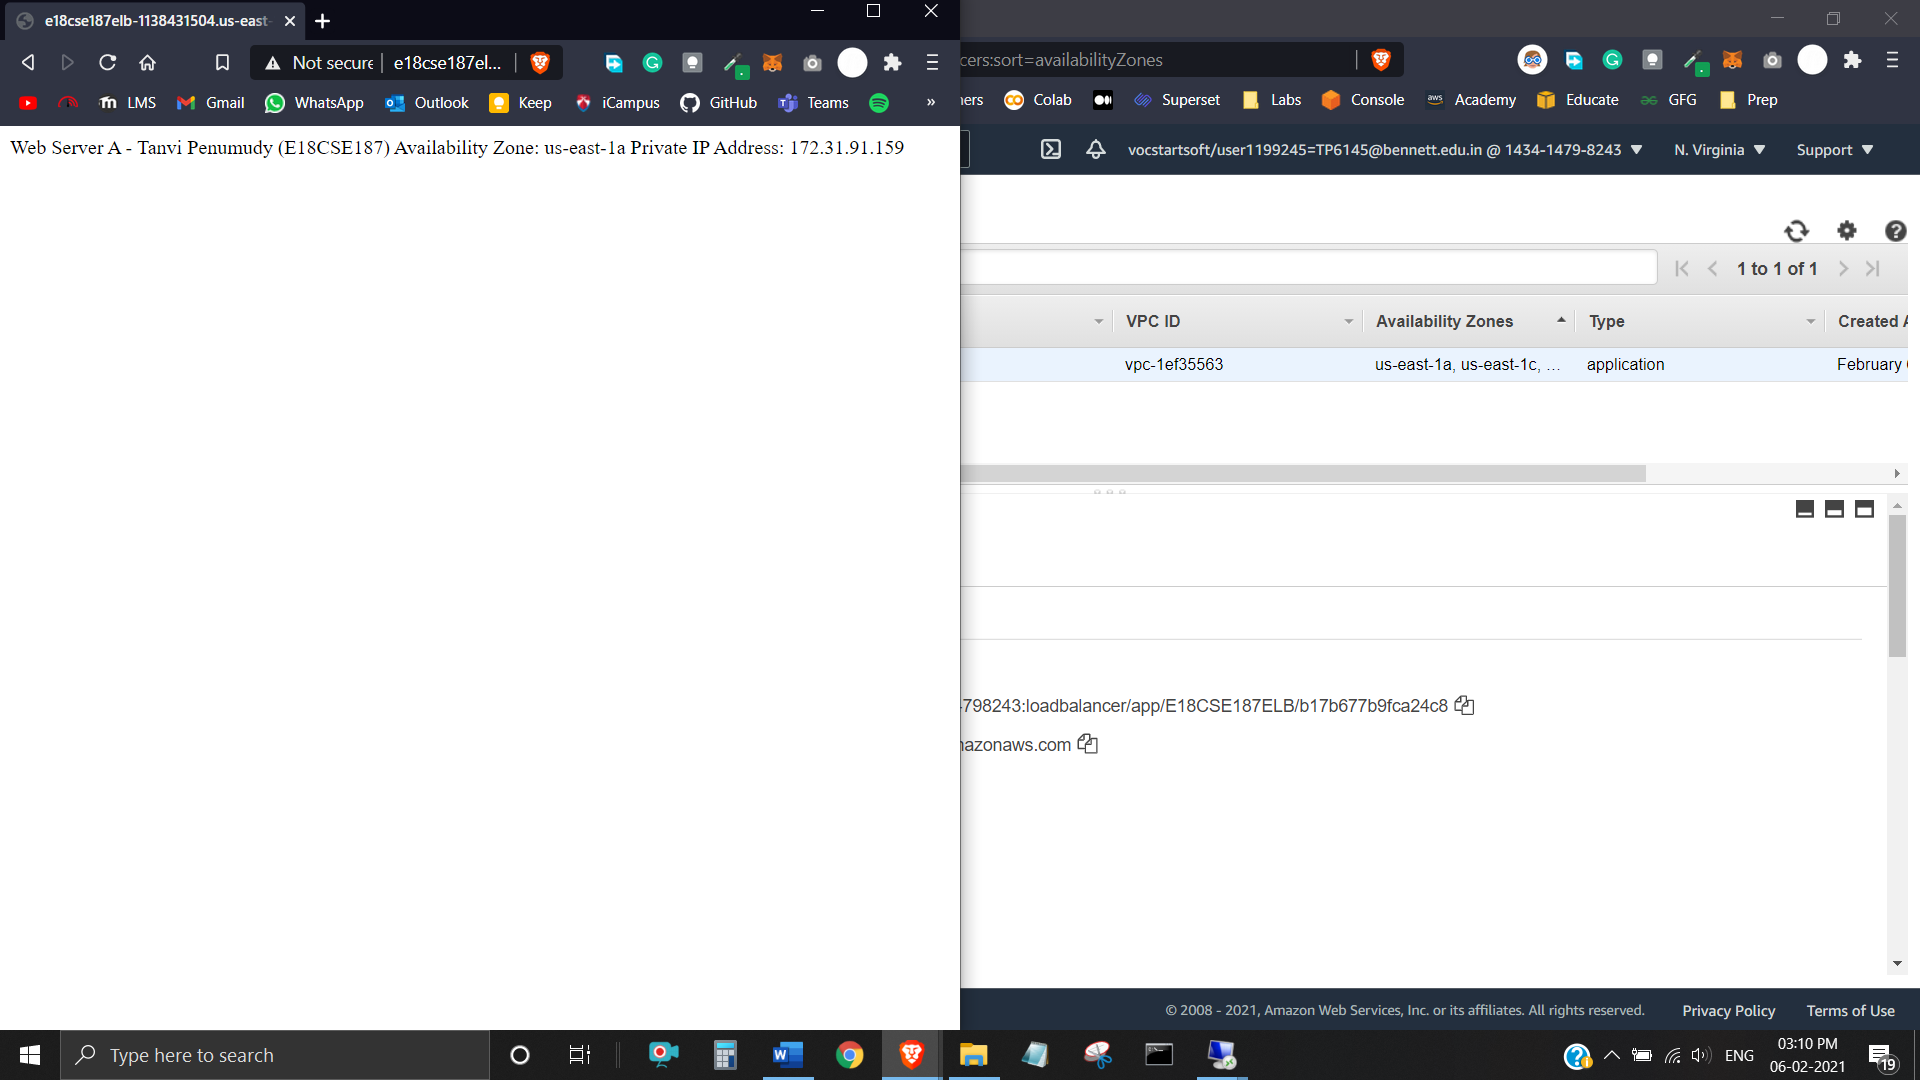 e18cse187elb-1138431504.us-east-
Not secure
e18cse187el...
LMS
Gmail
WhatsApp
Outlook
Keep
iCampus
GitHub
Teams
»
Web Server A - Tanvi Penumudy (E18CSE187) Availability Zone: us-east-1a Private IP Address: 172.31.91.159
cers:sort=availabilityZones
ners
Colab
Superset
Labs
Console
aws
Academy
Educate
GFG
Prep
vocstartsoft/user1199245=TP6145@bennett.edu.in @ 1434-1479-8243
N. Virginia
Support
1 to 1 of 1
VPC ID
Availability Zones
Type
Created A
vpc-1ef35563
us-east-1a, us-east-1c, ...
application
February
-798243:loadbalancer/app/E18CSE187ELB/b17b677b9fca24c8
nazonaws.com
© 2008 - 2021, Amazon Web Services, Inc. or its affiliates. All rights reserved.
Privacy Policy
Terms of Use
Type here to search
ENG
03:10 PM
06-02-2021
19